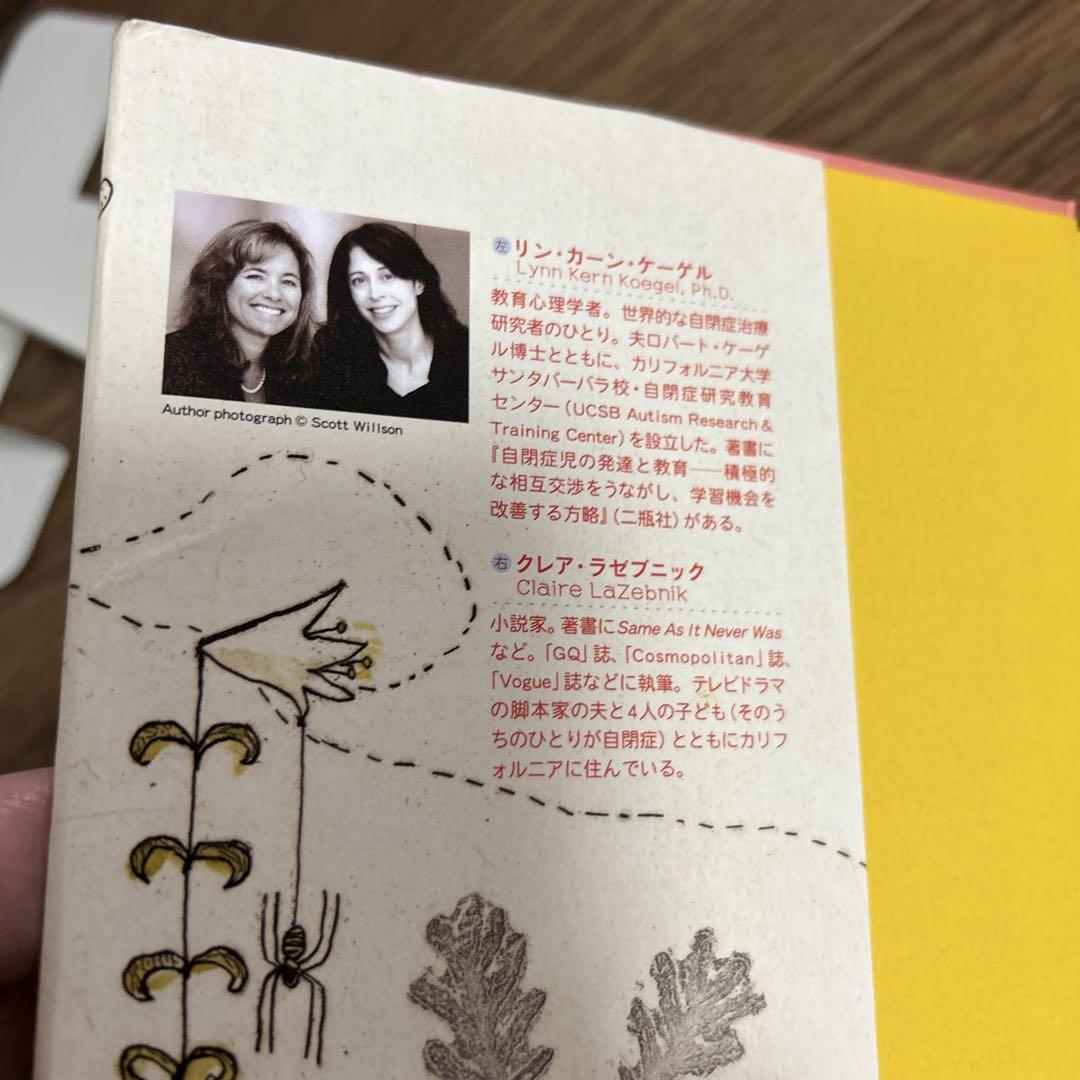 Author photograph © Scott Willson
左 リン・カーン・ケーゲル
Lynn Kern Koegel, Ph.D.
教育心理学者。世界的な自閉症治療
研究者のひとり。夫ロバート・ケーゲ
ル博士とともに、カリフォルニア大学
サンタバーバラ校・自閉症研究教育
センター（UCSB Autism Research &
Training Center）を設立した。著書に
『自閉症児の発達と教育――積極的
な相互交渉をうながし、学習機会を
改善する方略』（二瓶社）がある。
右 クレア・ラゼブニック
Claire LaZebnik
小説家。著書にSame As It Never Was
など。「GQ」誌、「Cosmopolitan」誌、
「Vogue」誌などに執筆。テレビドラマ
の脚本家の夫と4人の子ども（そのう
ちのひとりが自閉症）とともにカリフ
ォルニアに住んでいる。